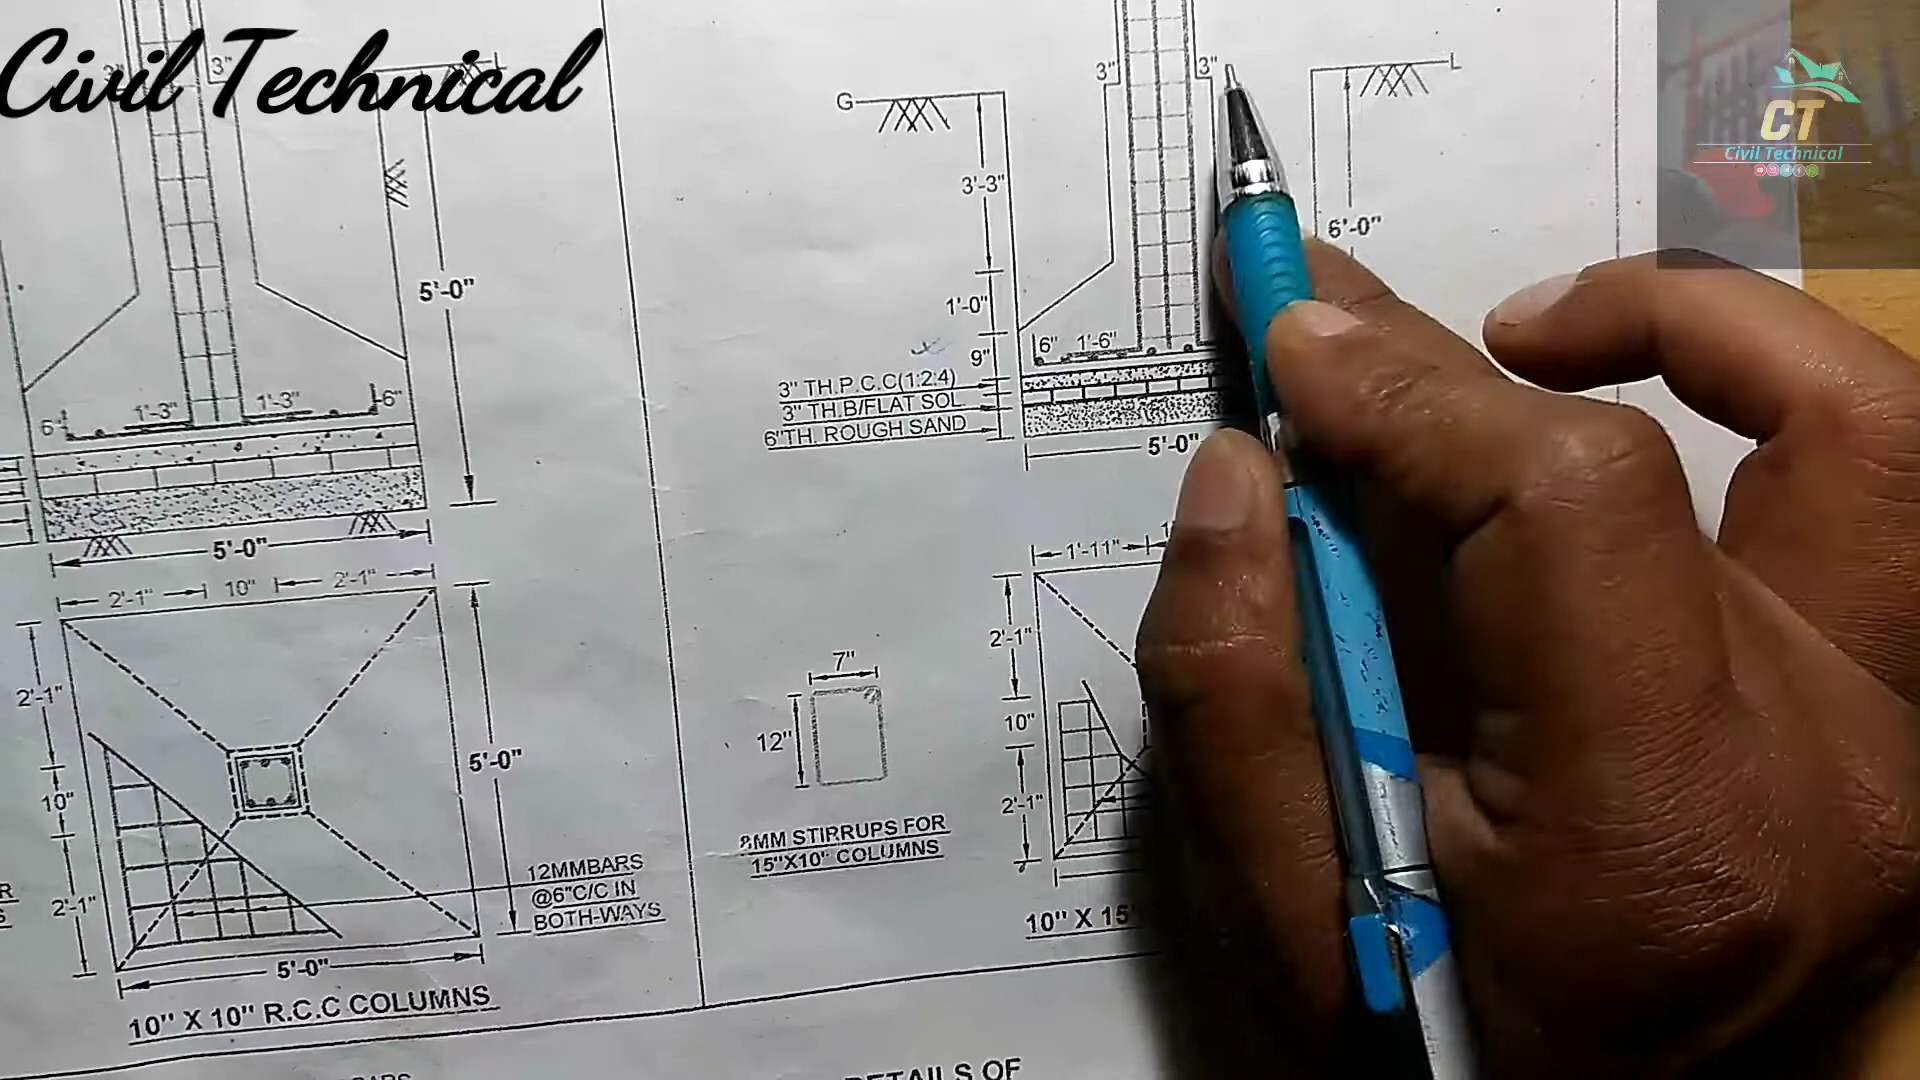 Civil Technical
3"
L
3"
3"
G
L
CT
Civil Technical
3'-3"
6'-0"
5'-0"
1'-0"
6"
1'-6"
9"
3" TH.P.C.C(1:2:4)
3" TH.B/FLAT SOL
6"TH. ROUGH SAND
6"
1'-3"
1'-3"
6"
5'-0"
5'-0"
2'-1"
10"
2'-1"
1'-11"
2'-1"
2'-1"
7"
10"
12"
5'-0"
10"
2'-1"
2'-1"
8MM STIRRUPS FOR
15"X10" COLUMNS
12MMBARS
@6"C/C IN
BOTH-WAYS
5'-0"
10" X 15"
10" X 10" R.C.C COLUMNS
DETAILS OF